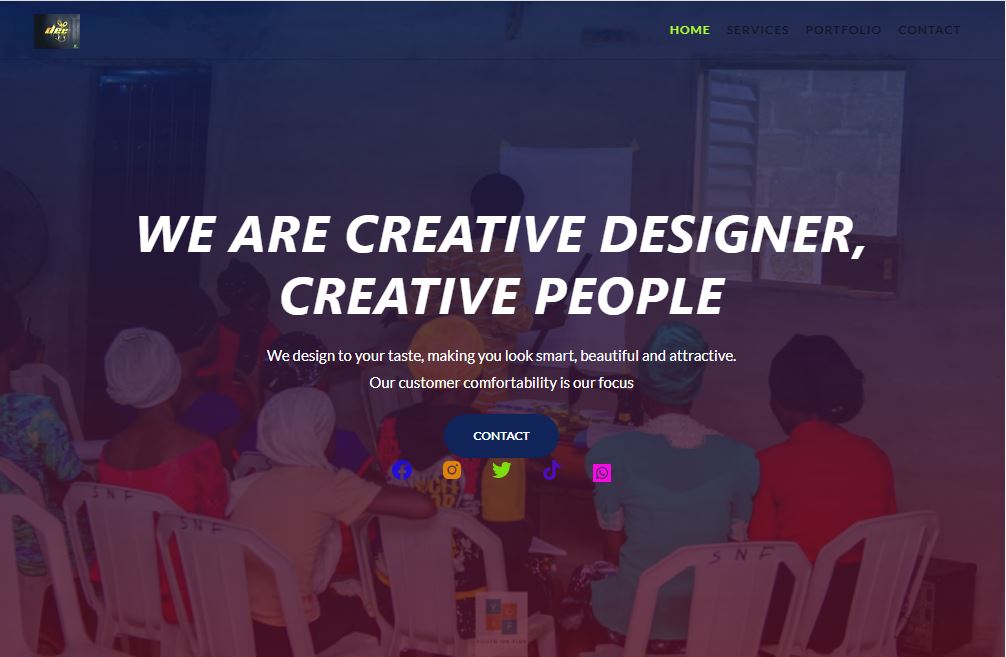 dec
HOME SERVICES PORTFOLIO CONTACT
WE ARE CREATIVE DESIGNER,
CREATIVE PEOPLE
We design to your taste, making you look smart, beautiful and attractive.
Our customer comfortability is our focus
CONTACT
SNF
SNF
SNF